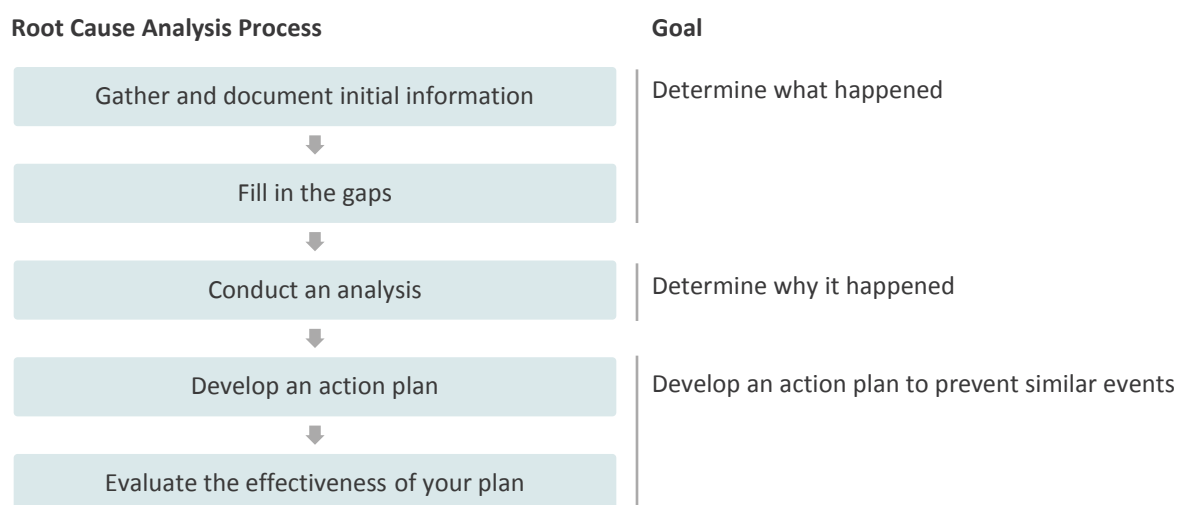 Root Cause Analysis Process
Goal
Gather and document initial information
Determine what happened
Fill in the gaps
Conduct an analysis
Determine why it happened
Develop an action plan
Develop an action plan to prevent similar events
Evaluate the effectiveness of your plan